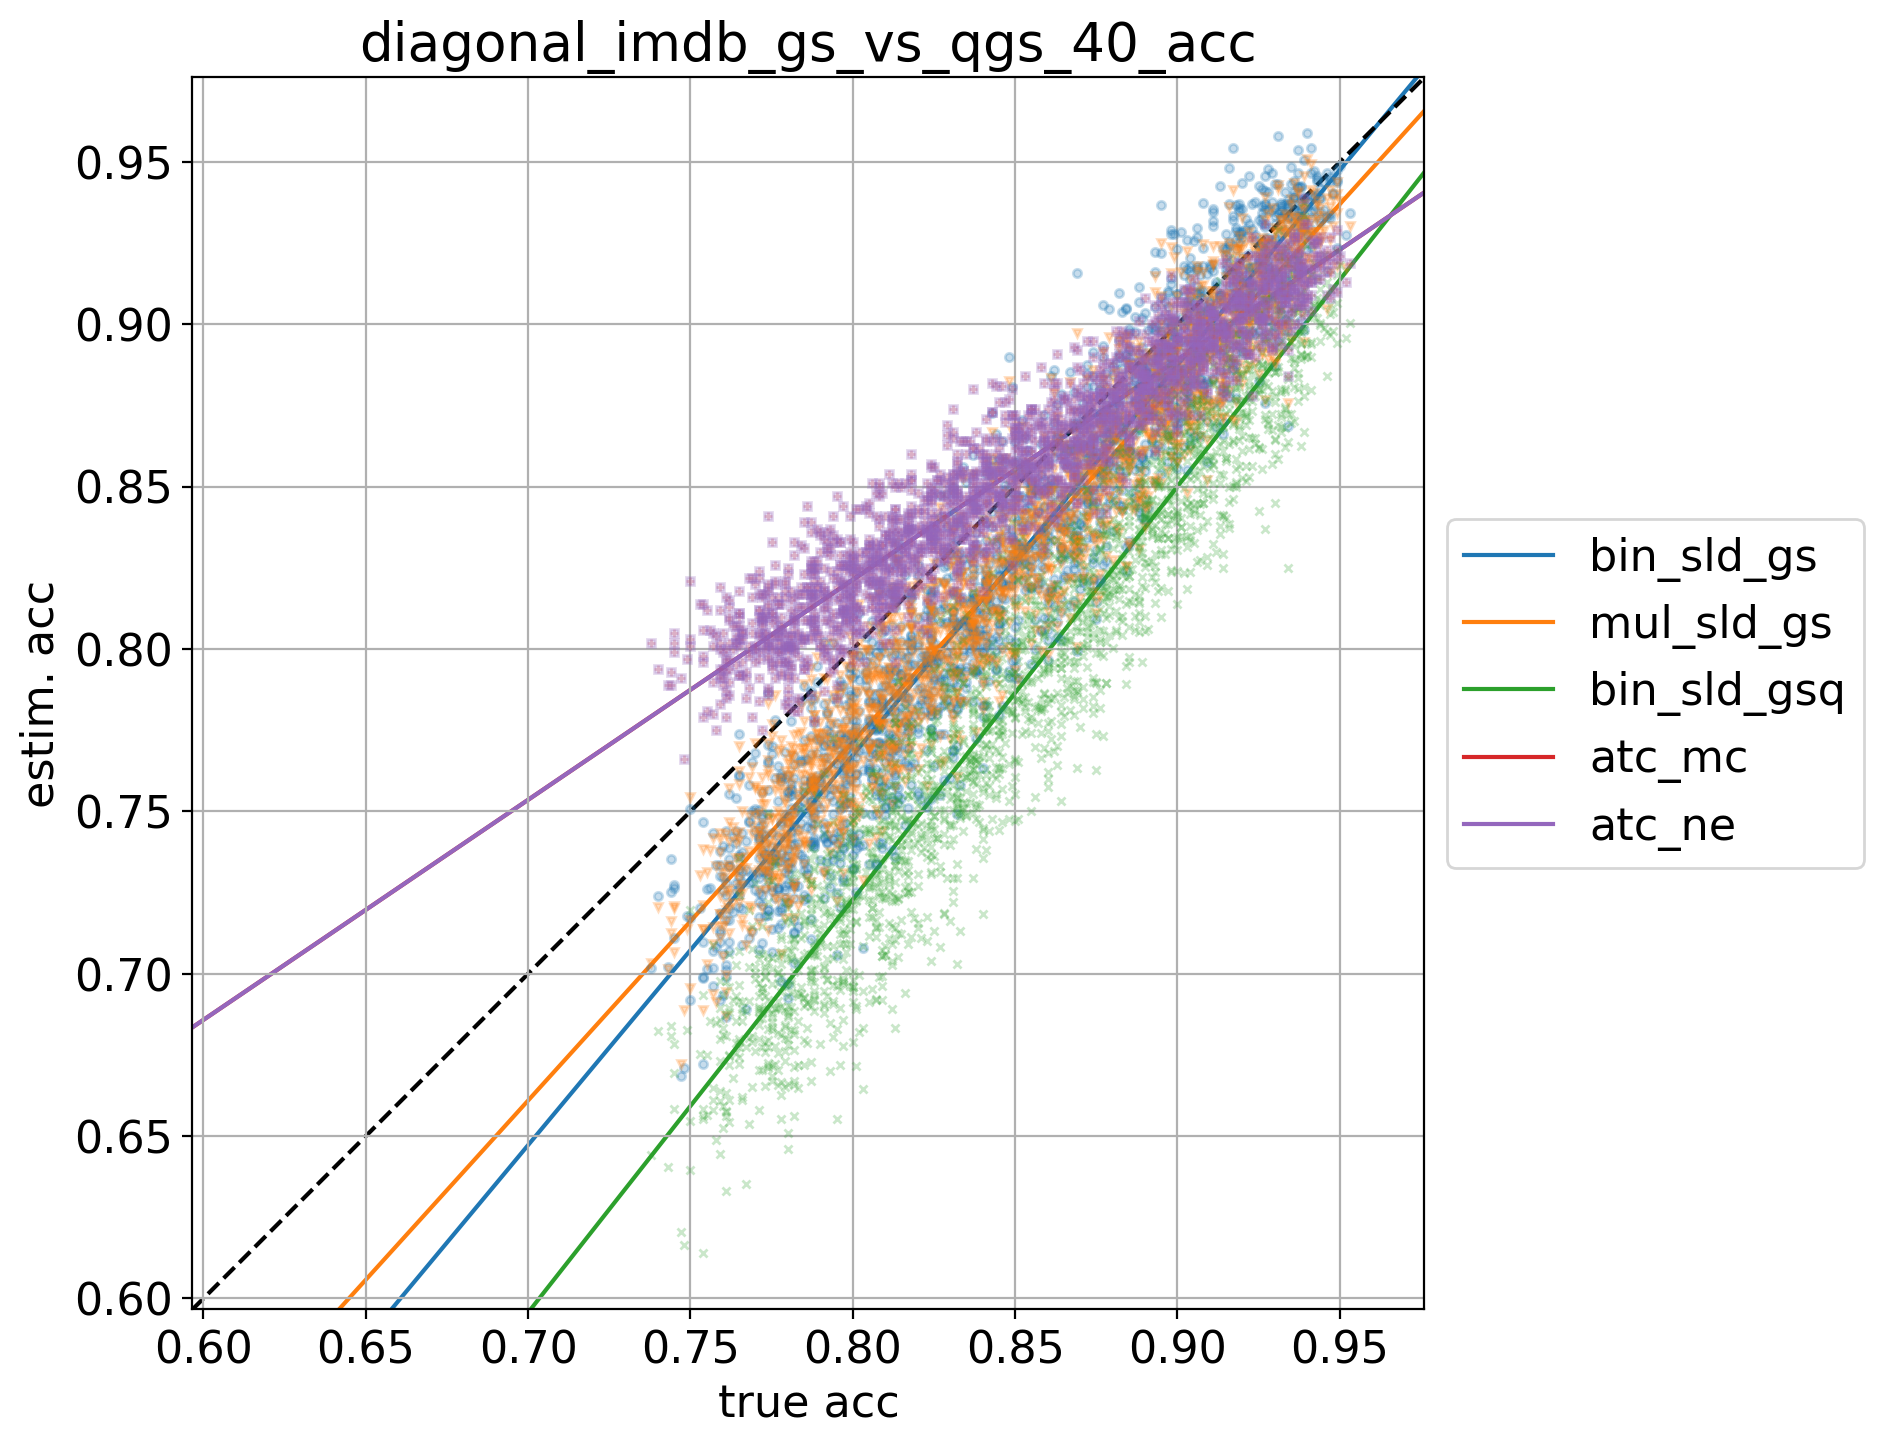 diagonal_imdb_gs_vs_qgs_40_acc
estim. acc
0.95
0.90
0.85
0.80
0.75
0.70
0.65
0.60
0.60 0.65 0.70 0.75 0.80 0.85 0.90 0.95
true acc
bin_sld_gs
mul_sld_gs
bin_sld_gsq
atc_mc
atc_ne